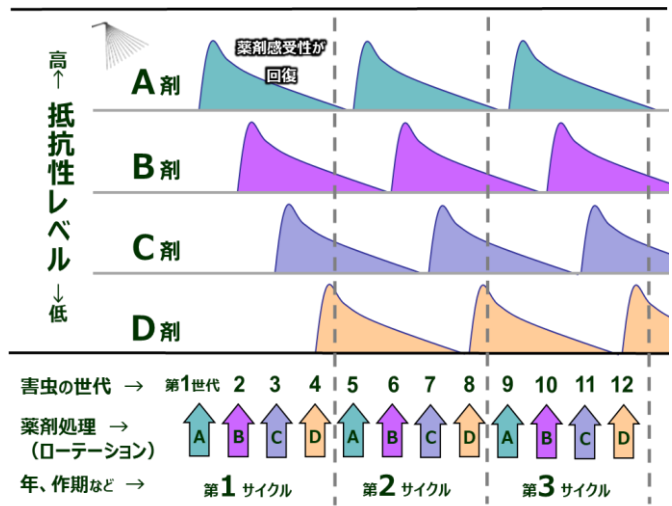 薬剤感受性が
回復
高
↑
抵抗性レベル
↓
低
A剤
B剤
C剤
D剤
害虫の世代 → 第1世代 2 3 4 5 6 7 8 9 10 11 12
薬剤処理 →
(ローテーション)
A B C D A B C D A B C D
年、作期など → 第1サイクル 第2サイクル 第3サイクル